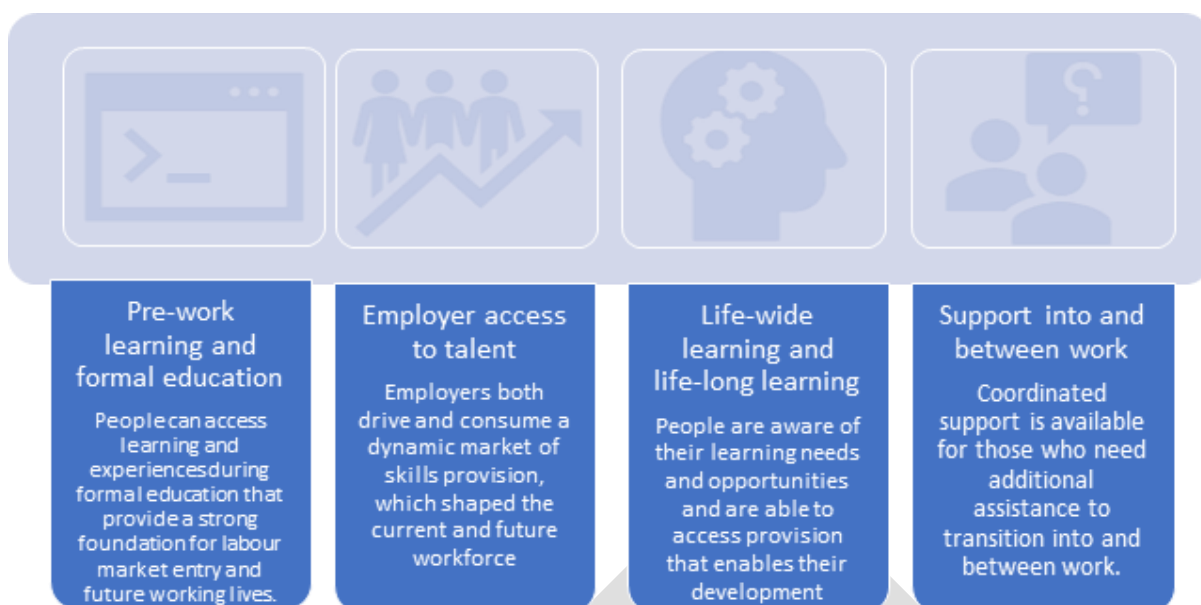 Pre-work
learning and
formal education
People can access
learning and
experiencesduring
formal education that
provide a strong
foundation for labour
market entry and
future working lives.
Employer access
to talent
Employers both
drive and consume a
dynamic market of
skills provision,
which shaped the
current and future
workforce
Life-wide
learning and
life-long learning
People are aware of
their learning needs
and opportunities
and are able to
access provision
that enables their
development
Support into and
between work
Coordinated
support is available
for those who need
additional
assistance to
transition into and
between work.